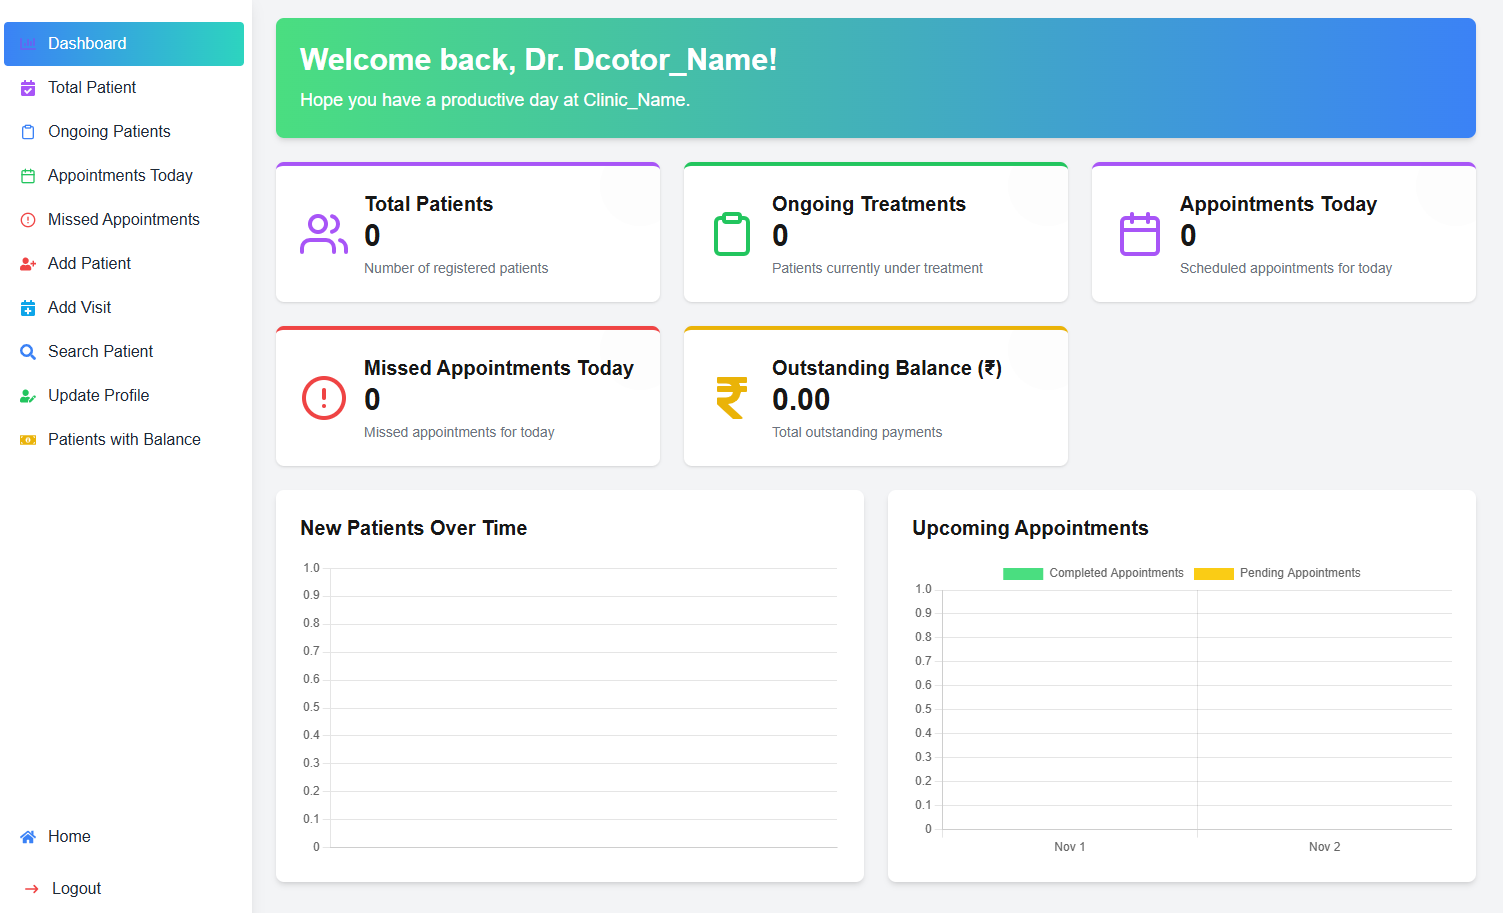 Dashboard
Total Patient
Ongoing Patients
Appointments Today
Missed Appointments
Add Patient
Add Visit
Search Patient
Update Profile
Patients with Balance
Home
Logout
Welcome back, Dr. Dcotor_Name!
Hope you have a productive day at Clinic_Name.
Total Patients
0
Number of registered patients
Ongoing Treatments
0
Patients currently under treatment
Appointments Today
0
Scheduled appointments for today
Missed Appointments Today
0
Missed appointments for today
₹
Outstanding Balance (₹)
0.00
Total outstanding payments
New Patients Over Time
1.0
0.9
0.8
0.7
0.6
0.5
0.4
0.3
0.2
0.1
0
Upcoming Appointments
Completed Appointments Pending Appointments
1.0
0.9
0.8
0.7
0.6
0.5
0.4
0.3
0.2
0.1
0
Nov 1 Nov 2